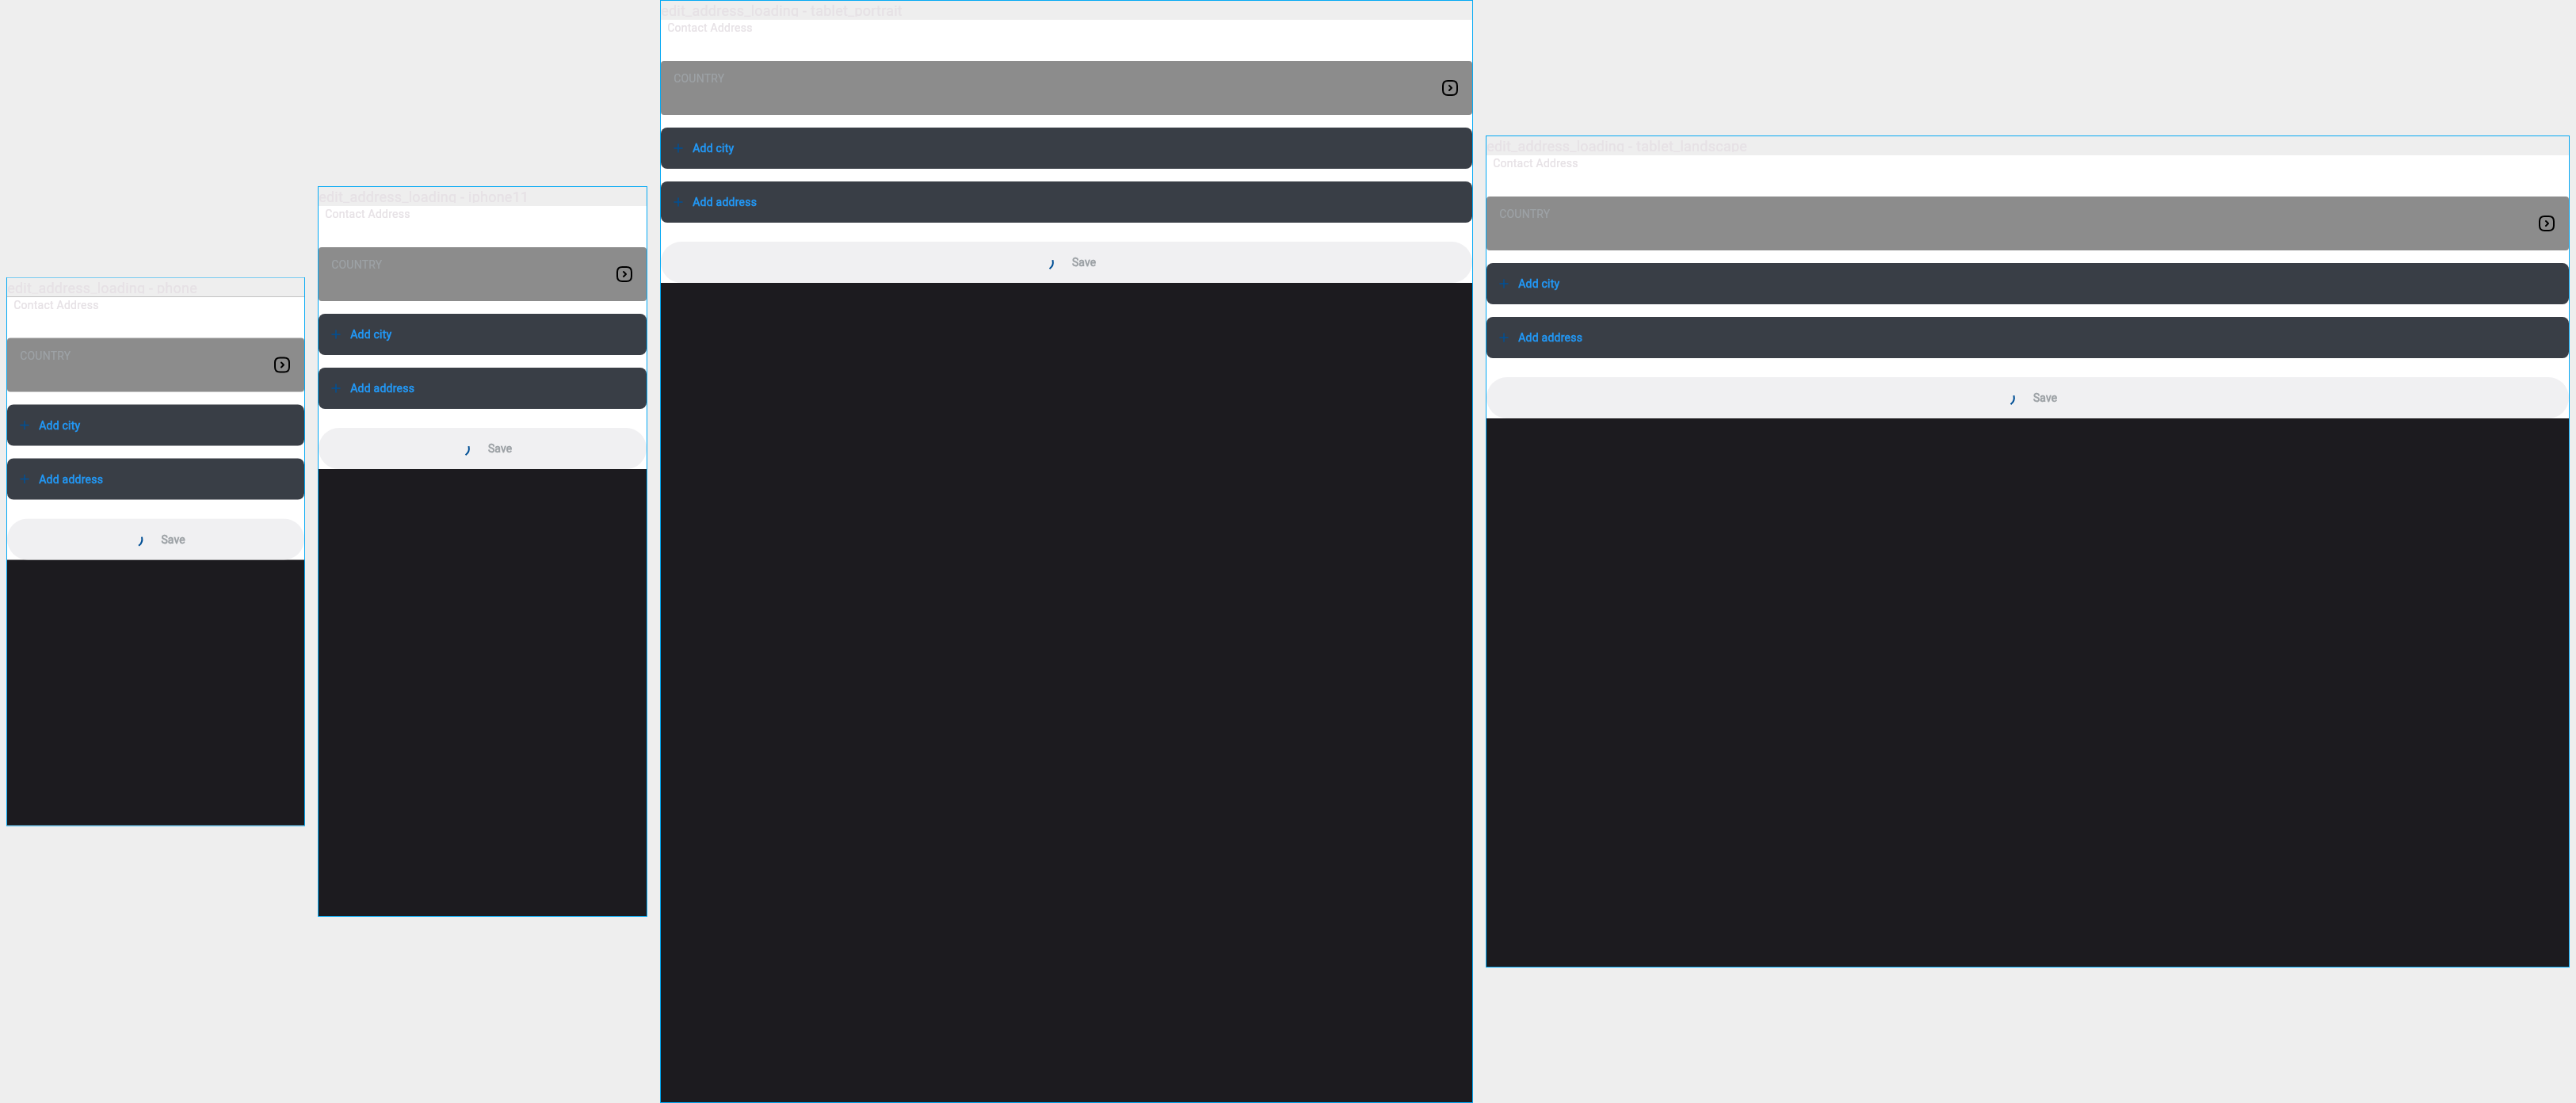 edit_address_loading - phone
Contact Address
COUNTRY
Add city
Add address
Save
edit_address_loading - iphone11
Contact Address
COUNTRY
Add city
Add address
Save
edit_address_loading - tablet_portrait
Contact Address
COUNTRY
Add city
Add address
Save
edit_address_loading - tablet_landscape
Contact Address
COUNTRY
Add city
Add address
Save